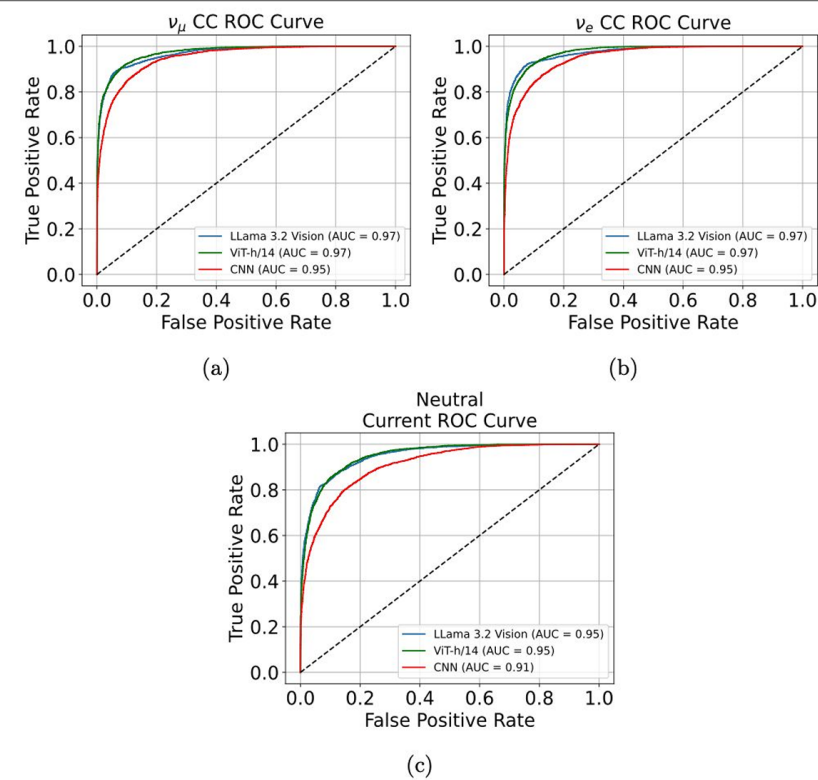 ν_μ CC ROC Curve
True Positive Rate
1.0
0.8
0.6
0.4
0.2
0.0
LLama 3.2 Vision (AUC = 0.97)
ViT-h/14 (AUC = 0.97)
CNN (AUC = 0.95)
0.0 0.2 0.4 0.6 0.8 1.0
False Positive Rate
(a)
ν_e CC ROC Curve
True Positive Rate
1.0
0.8
0.6
0.4
0.2
0.0
LLama 3.2 Vision (AUC = 0.97)
ViT-h/14 (AUC = 0.97)
CNN (AUC = 0.95)
0.0 0.2 0.4 0.6 0.8 1.0
False Positive Rate
(b)
Neutral
Current ROC Curve
True Positive Rate
1.0
0.8
0.6
0.4
0.2
0.0
LLama 3.2 Vision (AUC = 0.95)
ViT-h/14 (AUC = 0.95)
CNN (AUC = 0.91)
0.0 0.2 0.4 0.6 0.8 1.0
False Positive Rate
(c)